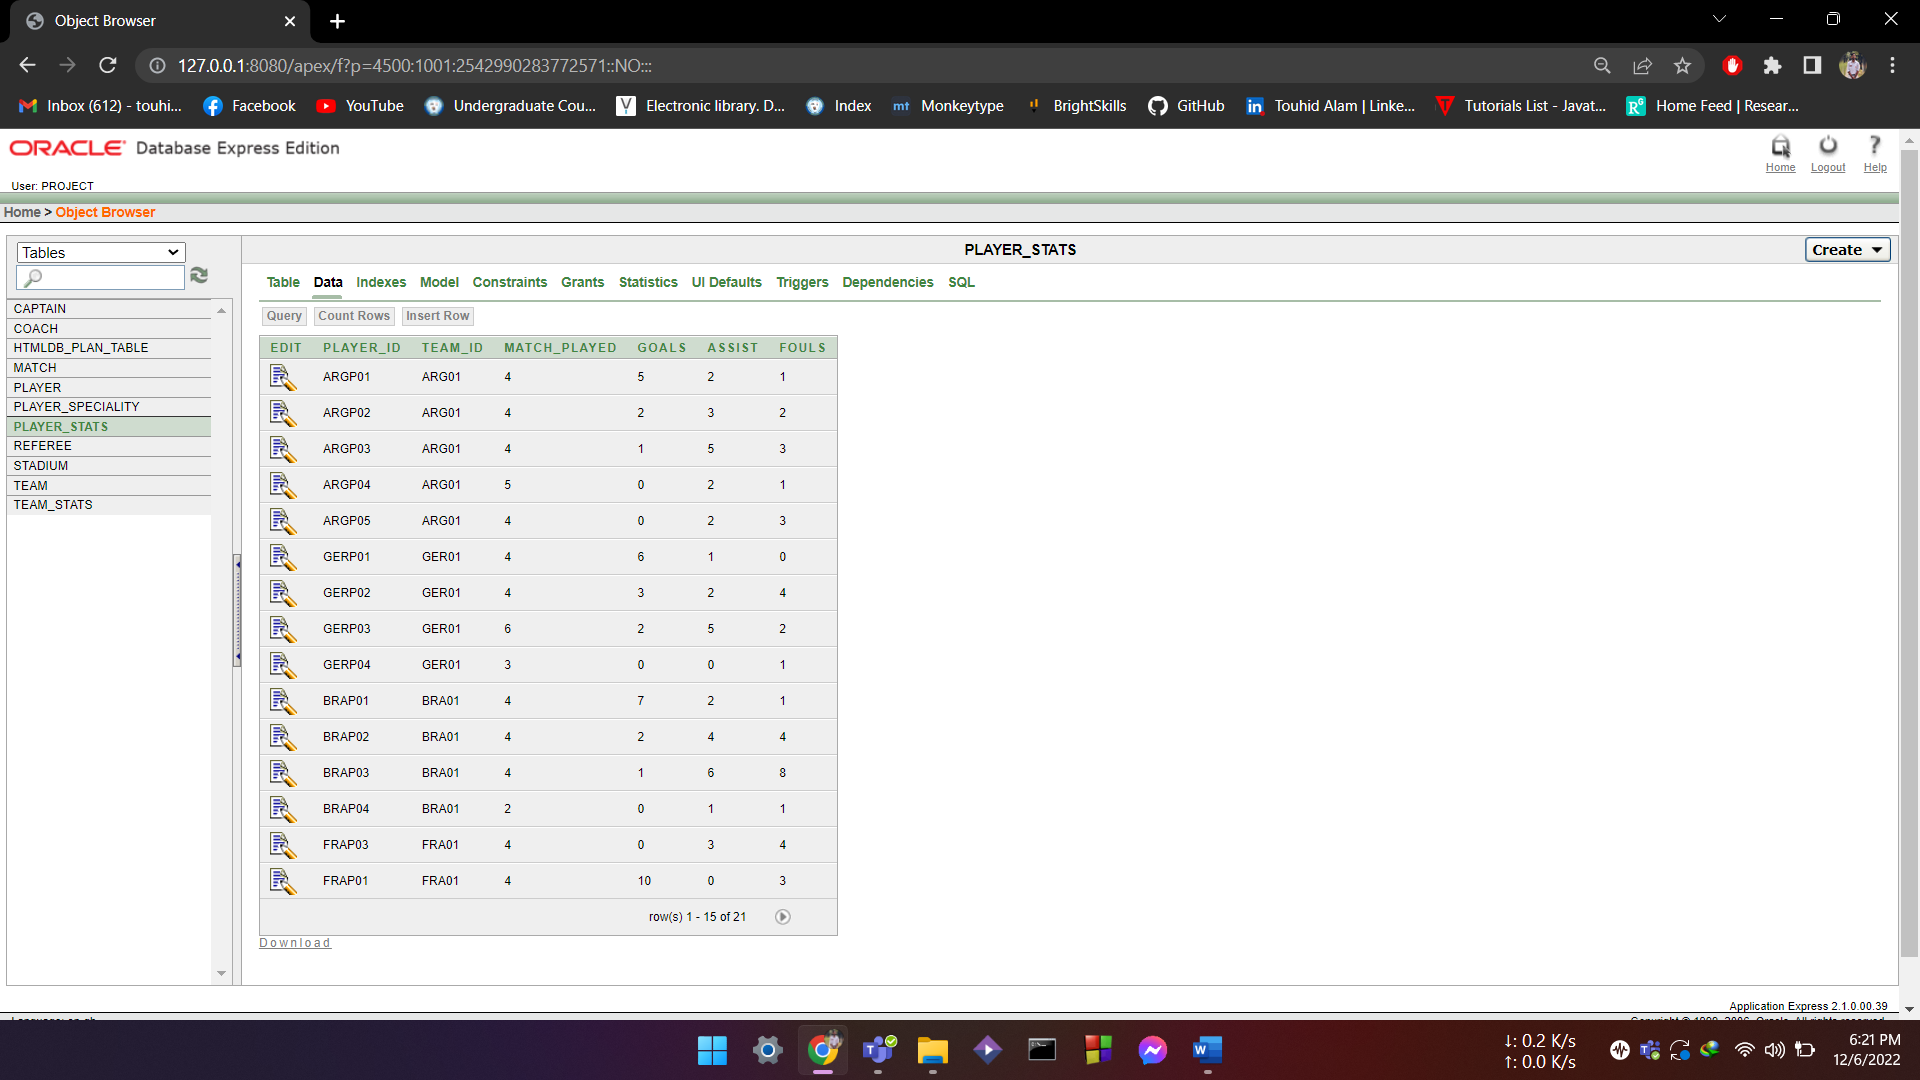 Object Browser
127.0.0.1:8080/apex/f?p=4500:1001:2542990283772571::NO:::
Inbox (612) - touhi... Facebook YouTube Undergraduate Cou... Electronic library. D... Index Monkeytype BrightSkills GitHub Touhid Alam | Linke... Tutorials List - Javat... Home Feed | Resear...
ORACLE Database Express Edition
Home Logout Help
User: PROJECT
Home > Object Browser
Tables
PLAYER_STATS
Create
Table Data Indexes Model Constraints Grants Statistics UI Defaults Triggers Dependencies SQL
Query Count Rows Insert Row
CAPTAIN
COACH
HTMLDB_PLAN_TABLE
MATCH
PLAYER
PLAYER_SPECIALITY
PLAYER_STATS
REFEREE
STADIUM
TEAM
TEAM_STATS
EDIT PLAYER_ID TEAM_ID MATCH_PLAYED GOALS ASSIST FOULS
ARGP01 ARG01 4 5 2 1
ARGP02 ARG01 4 2 3 2
ARGP03 ARG01 4 1 5 3
ARGP04 ARG01 5 0 2 1
ARGP05 ARG01 4 0 2 3
GERP01 GER01 4 6 1 0
GERP02 GER01 4 3 2 4
GERP03 GER01 6 2 5 2
GERP04 GER01 3 0 0 1
BRAP01 BRA01 4 7 2 1
BRAP02 BRA01 4 2 4 4
BRAP03 BRA01 4 1 6 8
BRAP04 BRA01 2 0 1 1
FRAP03 FRA01 4 0 3 4
FRAP01 FRA01 4 10 0 3
row(s) 1 - 15 of 21
Download
Application Express 2.1.0.00.39
↓: 0.2 K/s
↑: 0.0 K/s
6:21 PM
12/6/2022